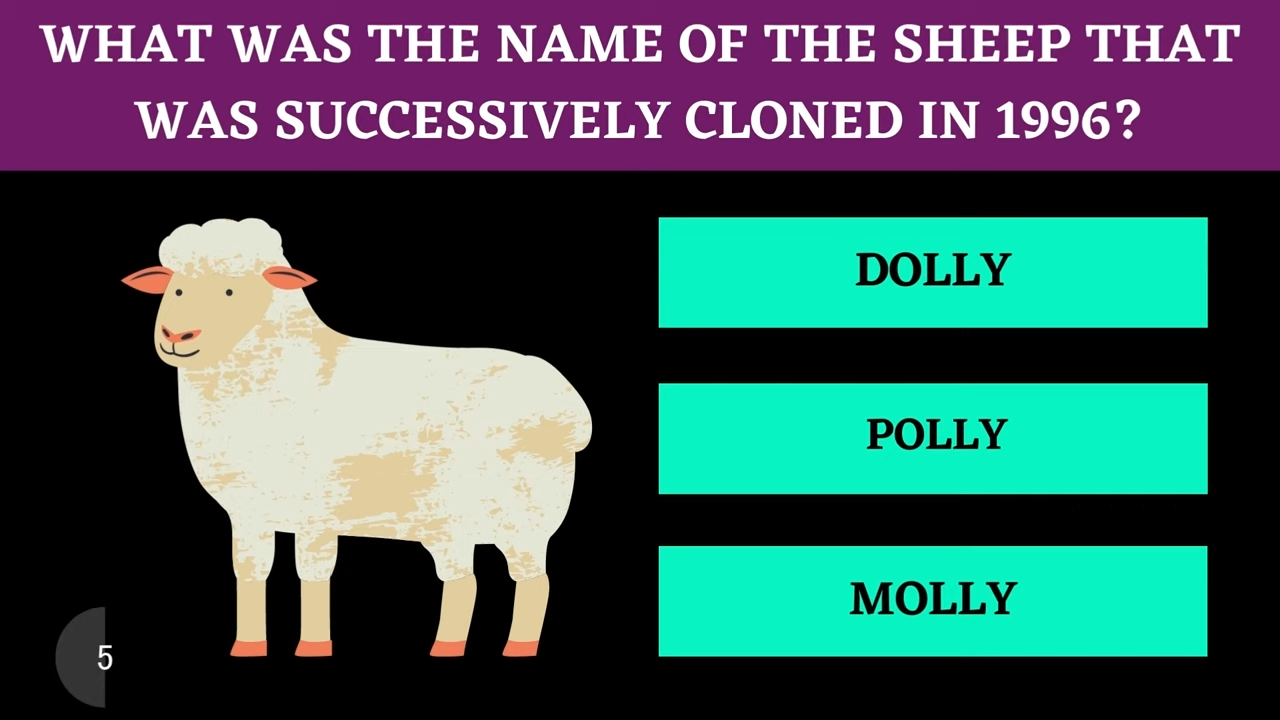 WHAT WAS THE NAME OF THE SHEEP THAT
WAS SUCCESSIVELY CLONED IN 1996?
DOLLY
POLLY
MOLLY
5